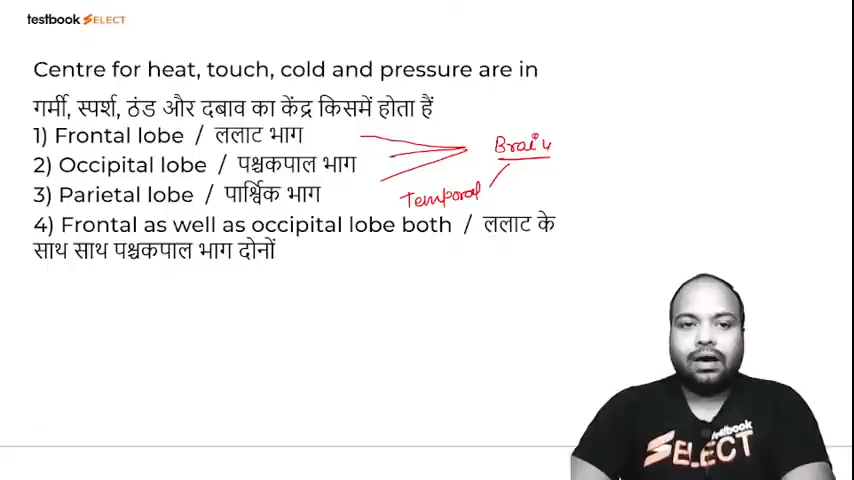 testbook SELECT
Centre for heat, touch, cold and pressure are in
गर्मी, स्पर्श, ठंड और दबाव का केंद्र किसमें होता हैं
1) Frontal lobe / ललाट भाग
2) Occipital lobe / पश्चकपाल भाग
3) Parietal lobe / पार्श्विक भाग
4) Frontal as well as occipital lobe both / ललाट के
साथ साथ पश्चकपाल भाग दोनों
Brain
Temporal
testbook
SELECT